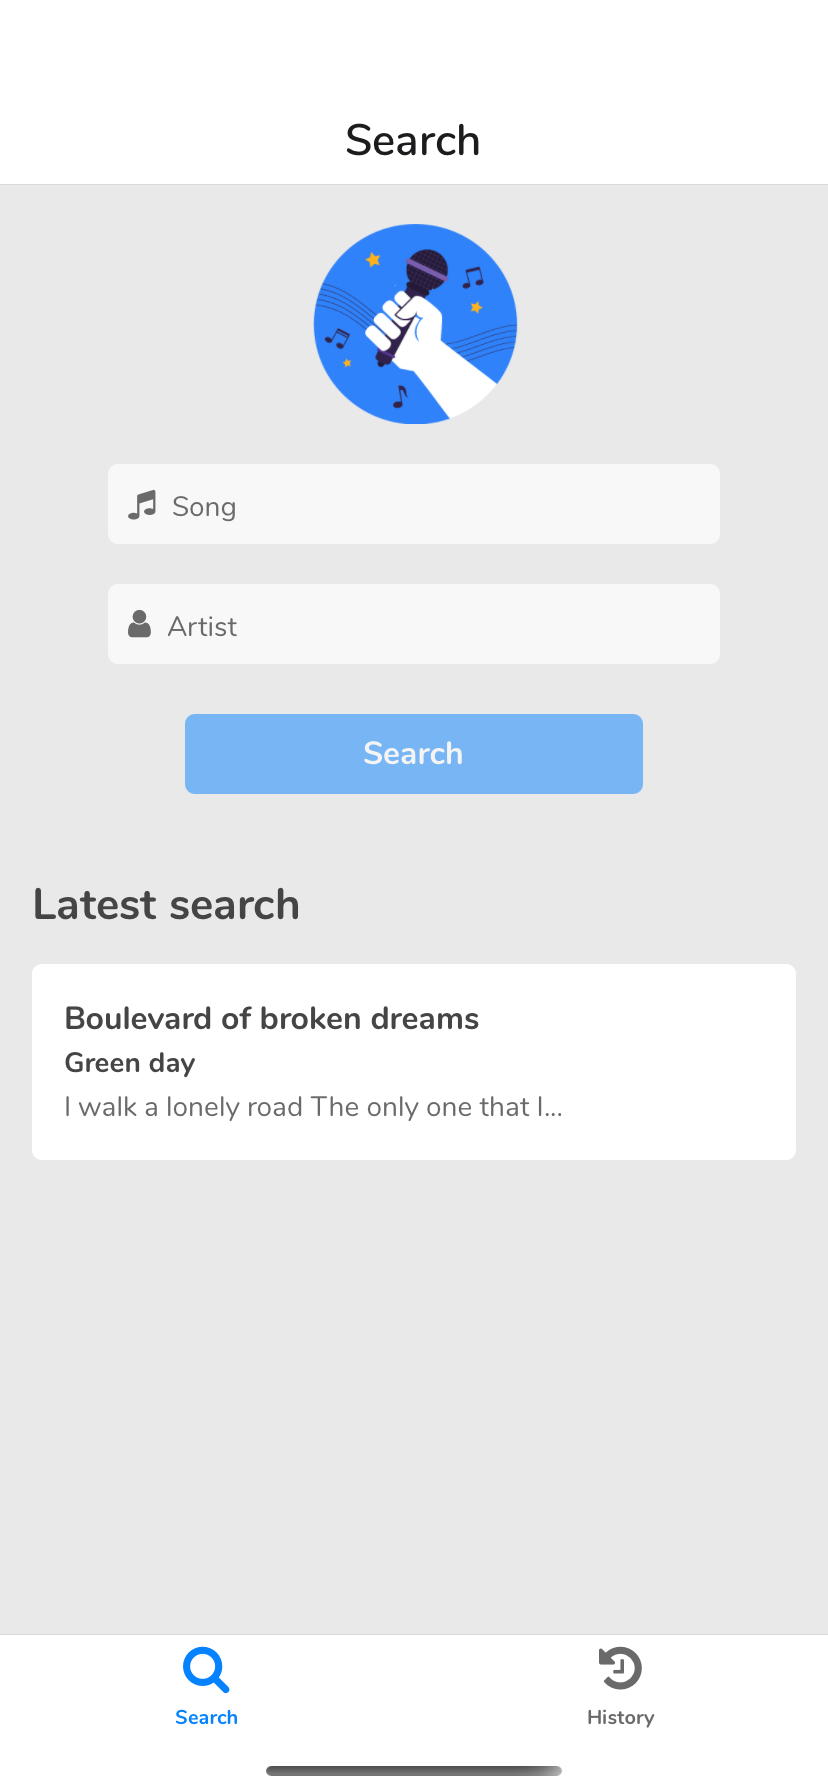 Search
Song
Artist
Search
Latest search
Boulevard of broken dreams
Green day
I walk a lonely road The only one that I...
Search
History